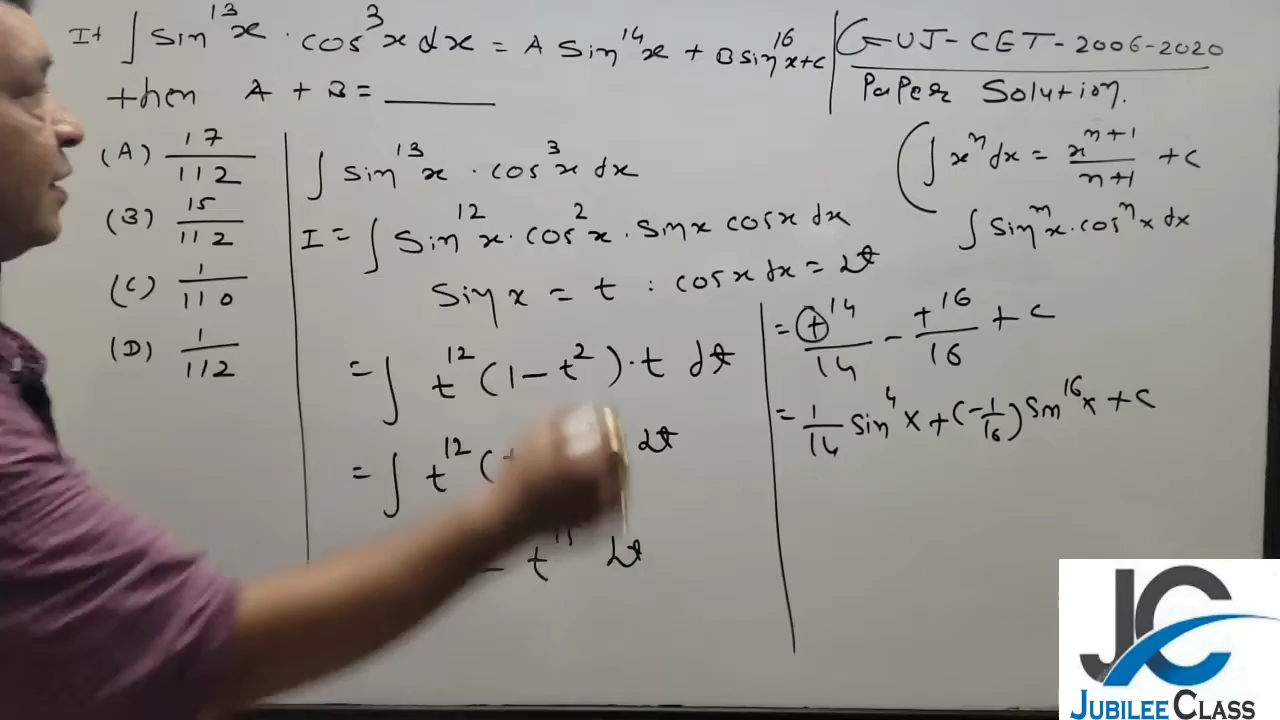 If ∫ sin¹³x · cos³x dx = A sin¹⁴x + B sin¹⁶x + c
then A + B = ______
(A) 17/112
(B) 15/112
(C) 1/110
(D) 1/112
∫ sin¹³x · cos³x dx
I = ∫ sin¹²x · cos²x · sinx cosx dx
sinx = t : cosx dx = dt
= ∫ t¹² (1 - t²) · t dt
= ∫ t¹² ( dt
- t¹⁵ dt
GUJ-CET-2006-2020
Paper Solution.
( ∫ xⁿ dx = xⁿ⁺¹/n+1 + c
∫ sinᵐx · cosⁿx dx
= t¹⁴/14 - t¹⁶/16 + c
= 1/14 sin⁴x + (-1/16) sin¹⁶x + c
JC
JUBILEE CLASS